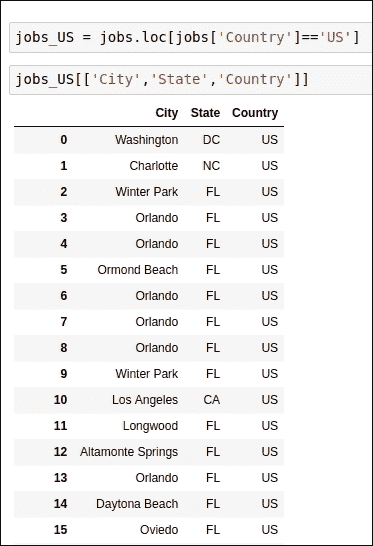 jobs_US = jobs.loc[jobs['Country']=='US']
jobs_US[['City','State','Country']]
City State Country
0 Washington DC US
1 Charlotte NC US
2 Winter Park FL US
3 Orlando FL US
4 Orlando FL US
5 Ormond Beach FL US
6 Orlando FL US
7 Orlando FL US
8 Orlando FL US
9 Winter Park FL US
10 Los Angeles CA US
11 Longwood FL US
12 Altamonte Springs FL US
13 Orlando FL US
14 Daytona Beach FL US
15 Oviedo FL US